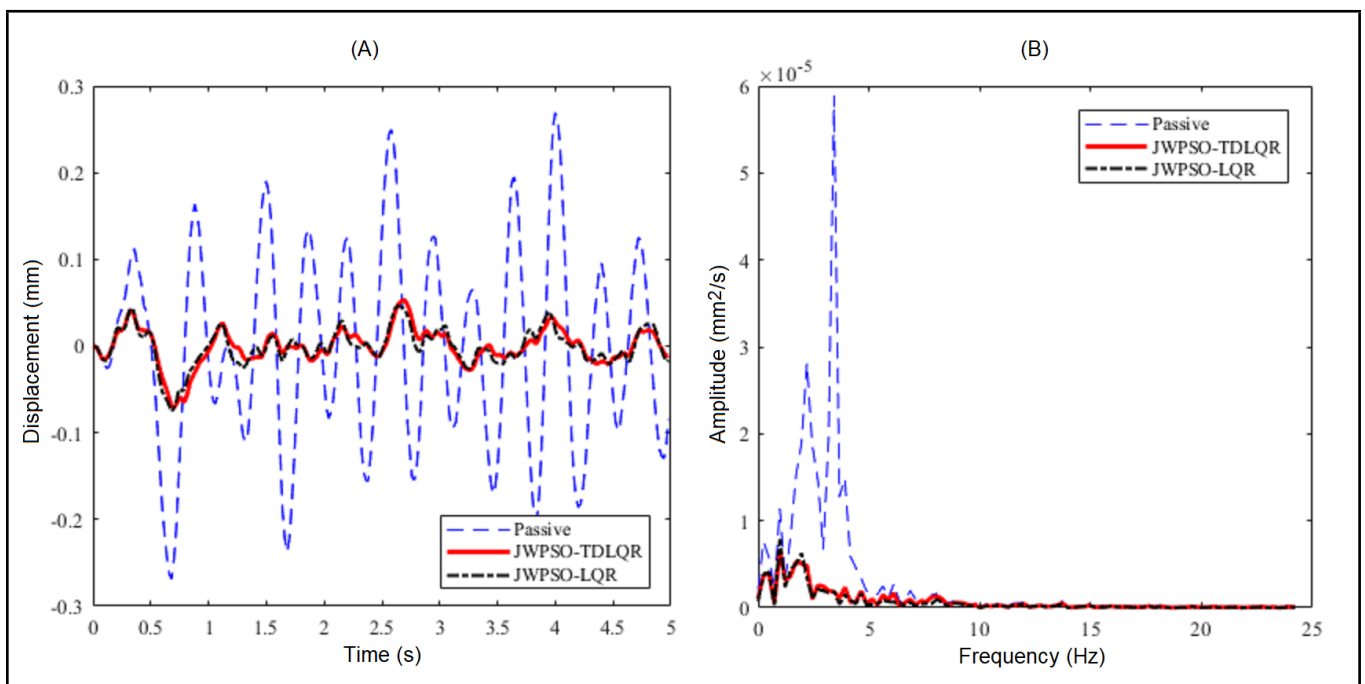 (A)
0.3
0.2
0.1
0
-0.1
-0.2
-0.3
Displacement (mm)
0 0.5 1 1.5 2 2.5 3 3.5 4 4.5 5
Time (s)
Passive
JWPSO-TDLQR
JWPSO-LQR
(B)
×10-5
6
5
4
3
2
1
0
Amplitude (mm2/s)
0 5 10 15 20 25
Frequency (Hz)
Passive
JWPSO-TDLQR
JWPSO-LQR